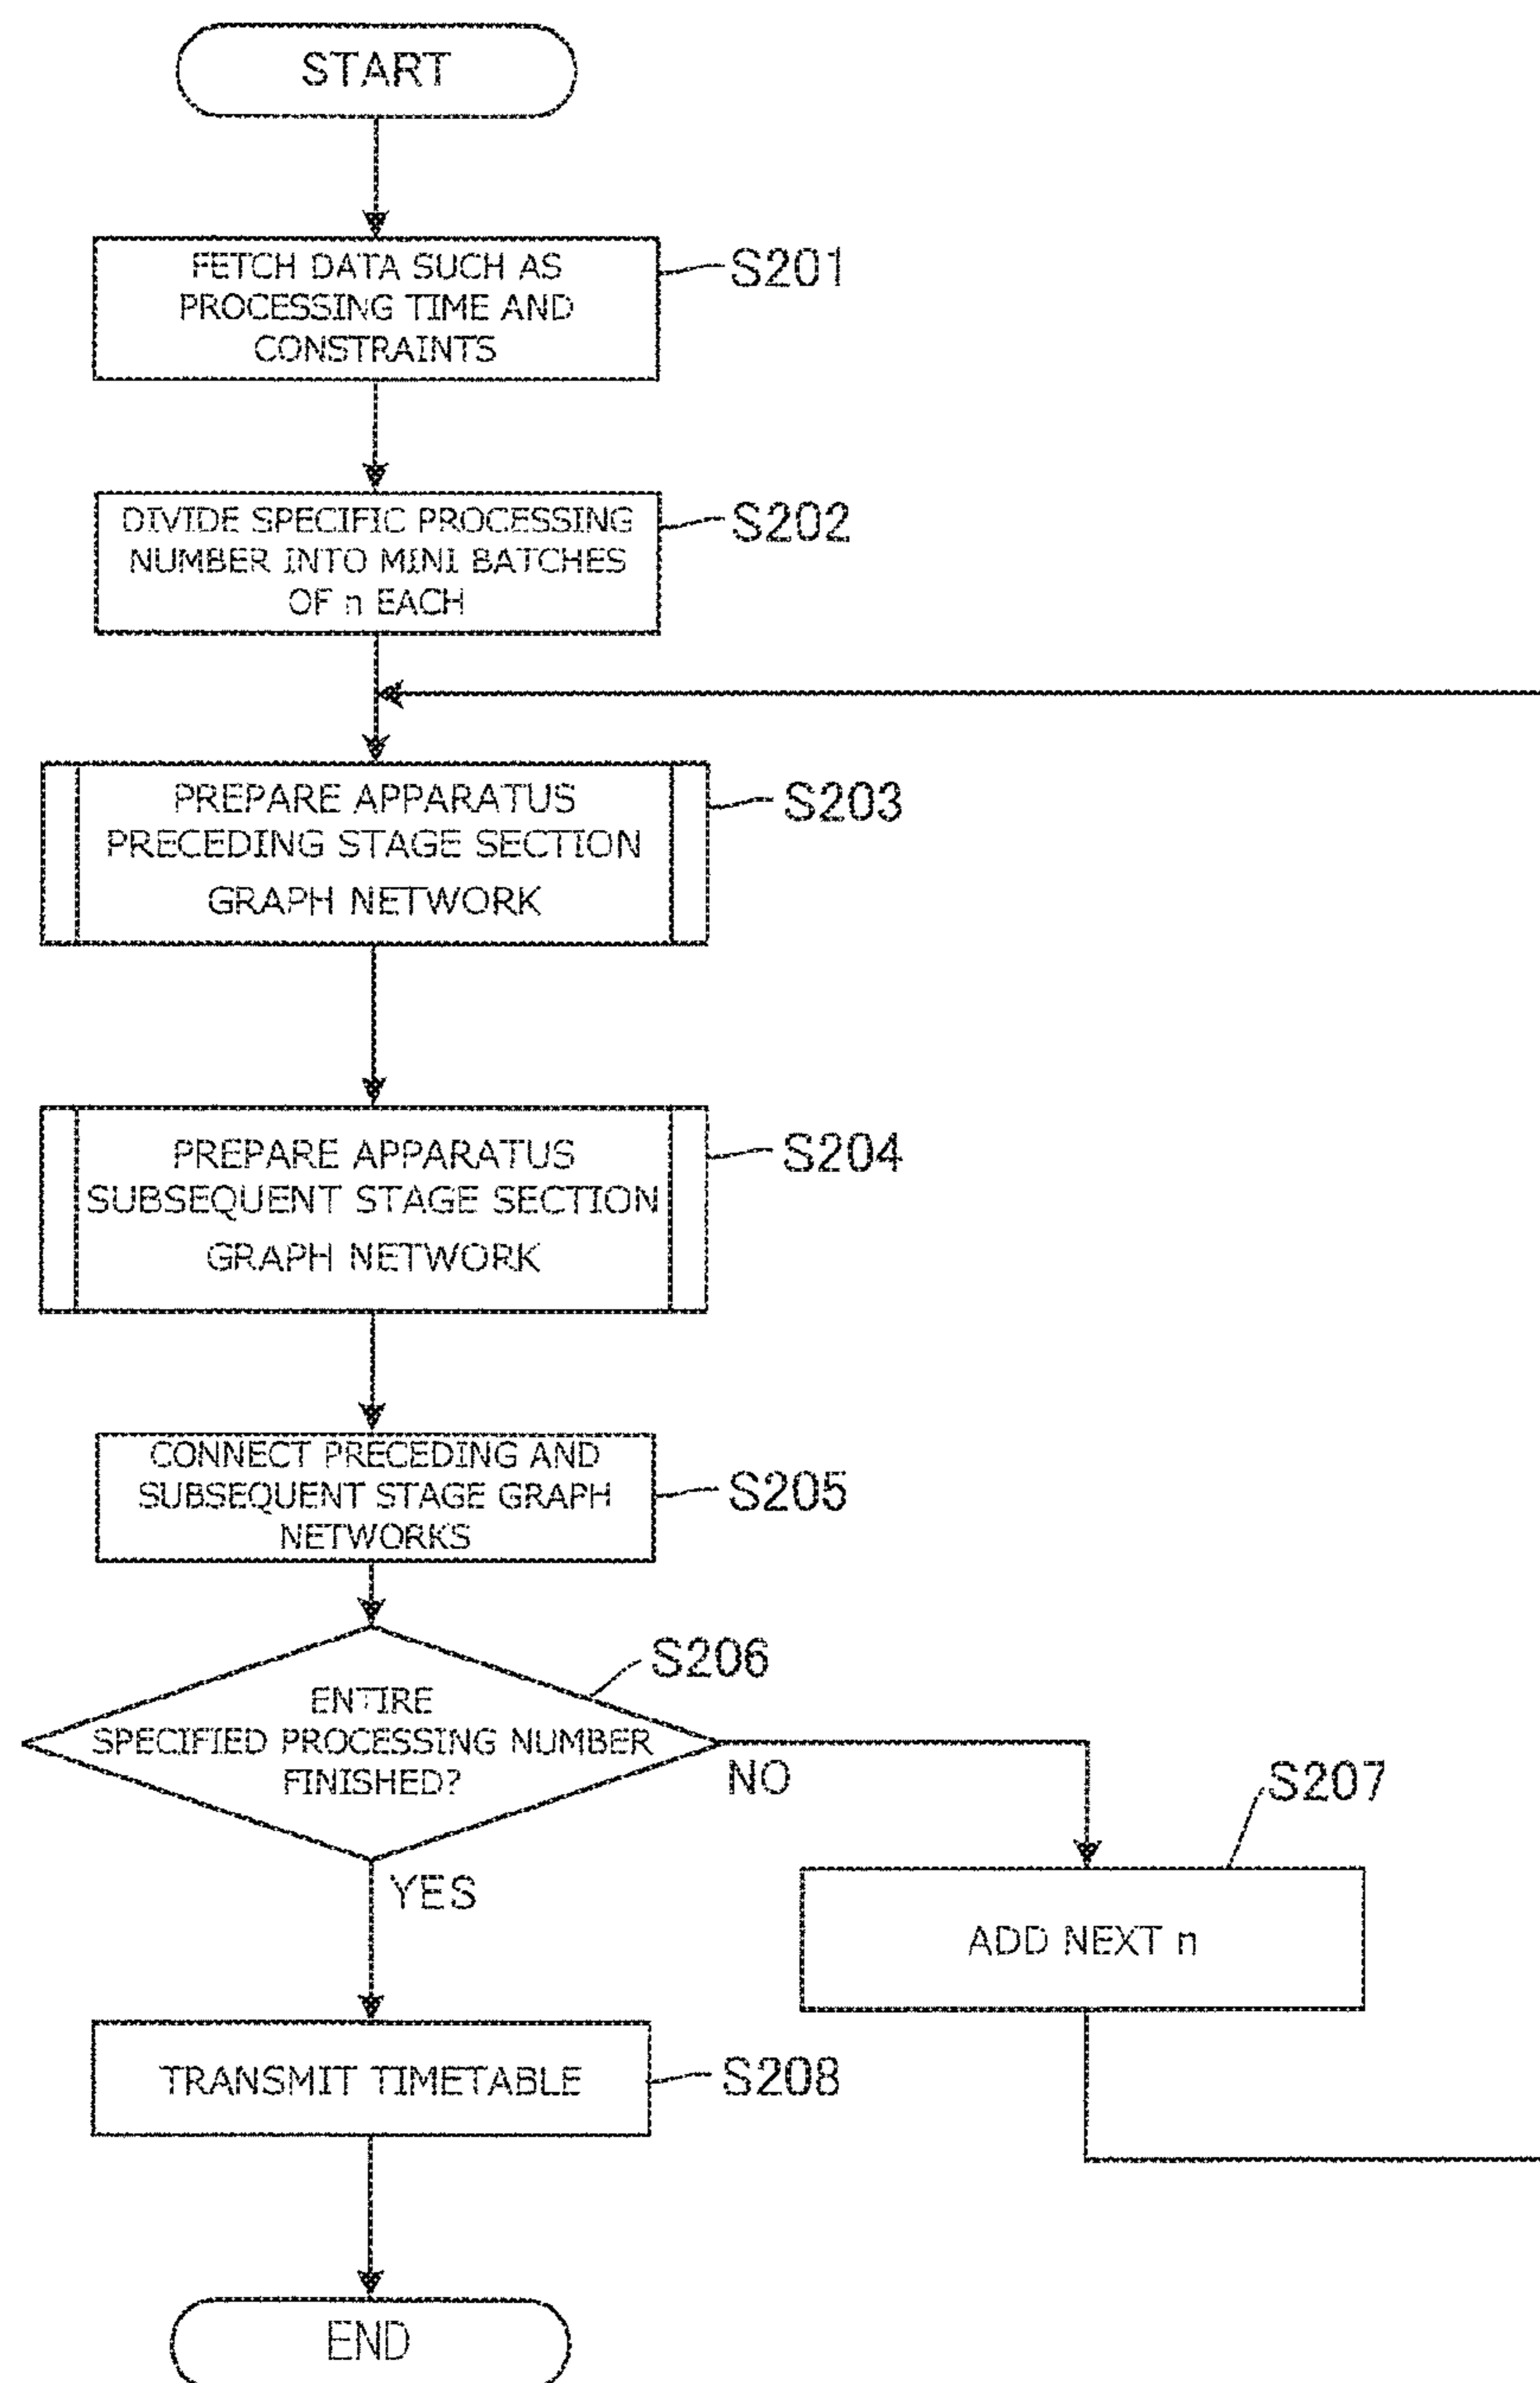 START
FETCH DATA SUCH AS
PROCESSING TIME AND
CONSTRAINTS
S201
DIVIDE SPECIFIC PROCESSING
NUMBER INTO MINI BATCHES
OF n EACH
S202
PREPARE APPARATUS
PRECEDING STAGE SECTION
GRAPH NETWORK
S203
PREPARE APPARATUS
SUBSEQUENT STAGE SECTION
GRAPH NETWORK
S204
CONNECT PRECEDING AND
SUBSEQUENT STAGE GRAPH
NETWORKS
S205
S206
ENTIRE
SPECIFIED PROCESSING NUMBER
FINISHED?
NO
S207
YES
ADD NEXT n
TRANSMIT TIMETABLE
S208
END